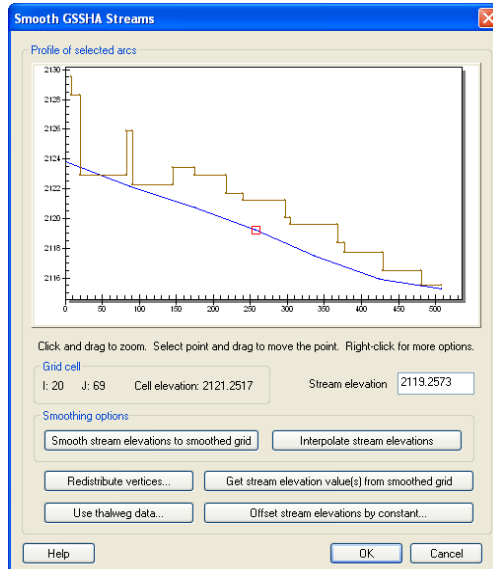 Smooth GSSHA Streams
Profile of selected arcs
2130
2128
2126
2124
2122
2120
2118
2116
0 50 100 150 200 250 300 350 400 450 500
Click and drag to zoom. Select point and drag to move the point. Right-click for more options.
Grid cell
I: 20 J: 69 Cell elevation: 2121.2517
Stream elevation 2119.2573
Smoothing options
Smooth stream elevations to smoothed grid Interpolate stream elevations
Redistribute vertices... Get stream elevation value(s) from smoothed grid
Use thalweg data... Offset stream elevations by constant...
Help OK Cancel